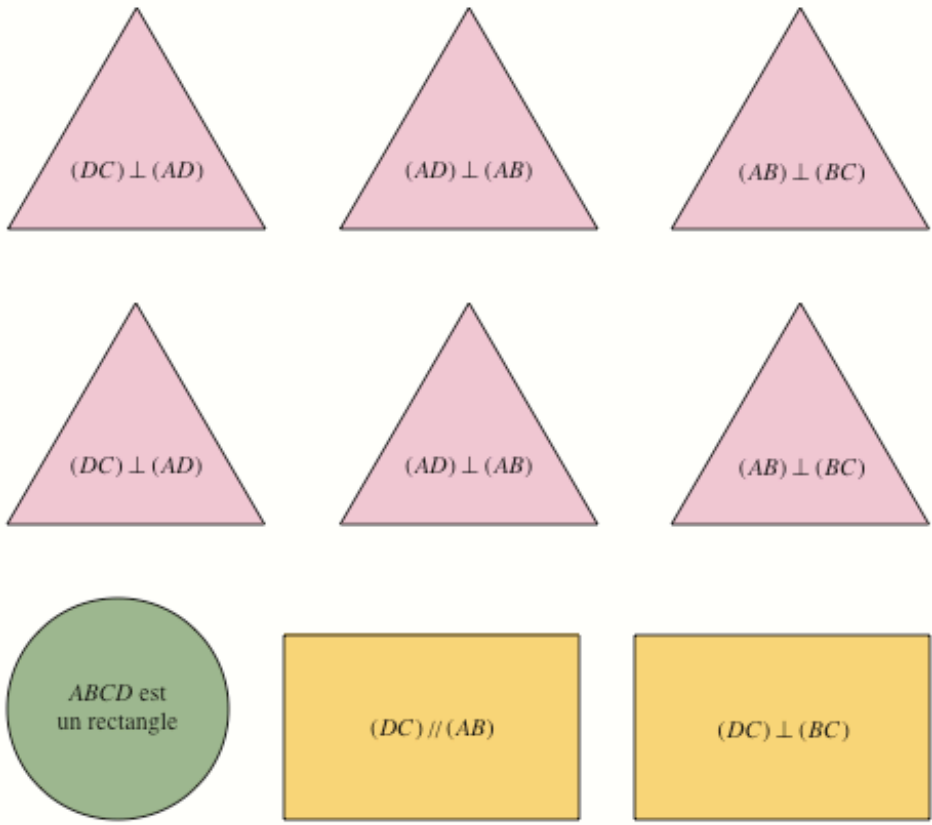 (DC) ⊥ (AD)
(AD) ⊥ (AB)
(AB) ⊥ (BC)
(DC) ⊥ (AD)
(AD) ⊥ (AB)
(AB) ⊥ (BC)
ABCD est
un rectangle
(DC) // (AB)
(DC) ⊥ (BC)